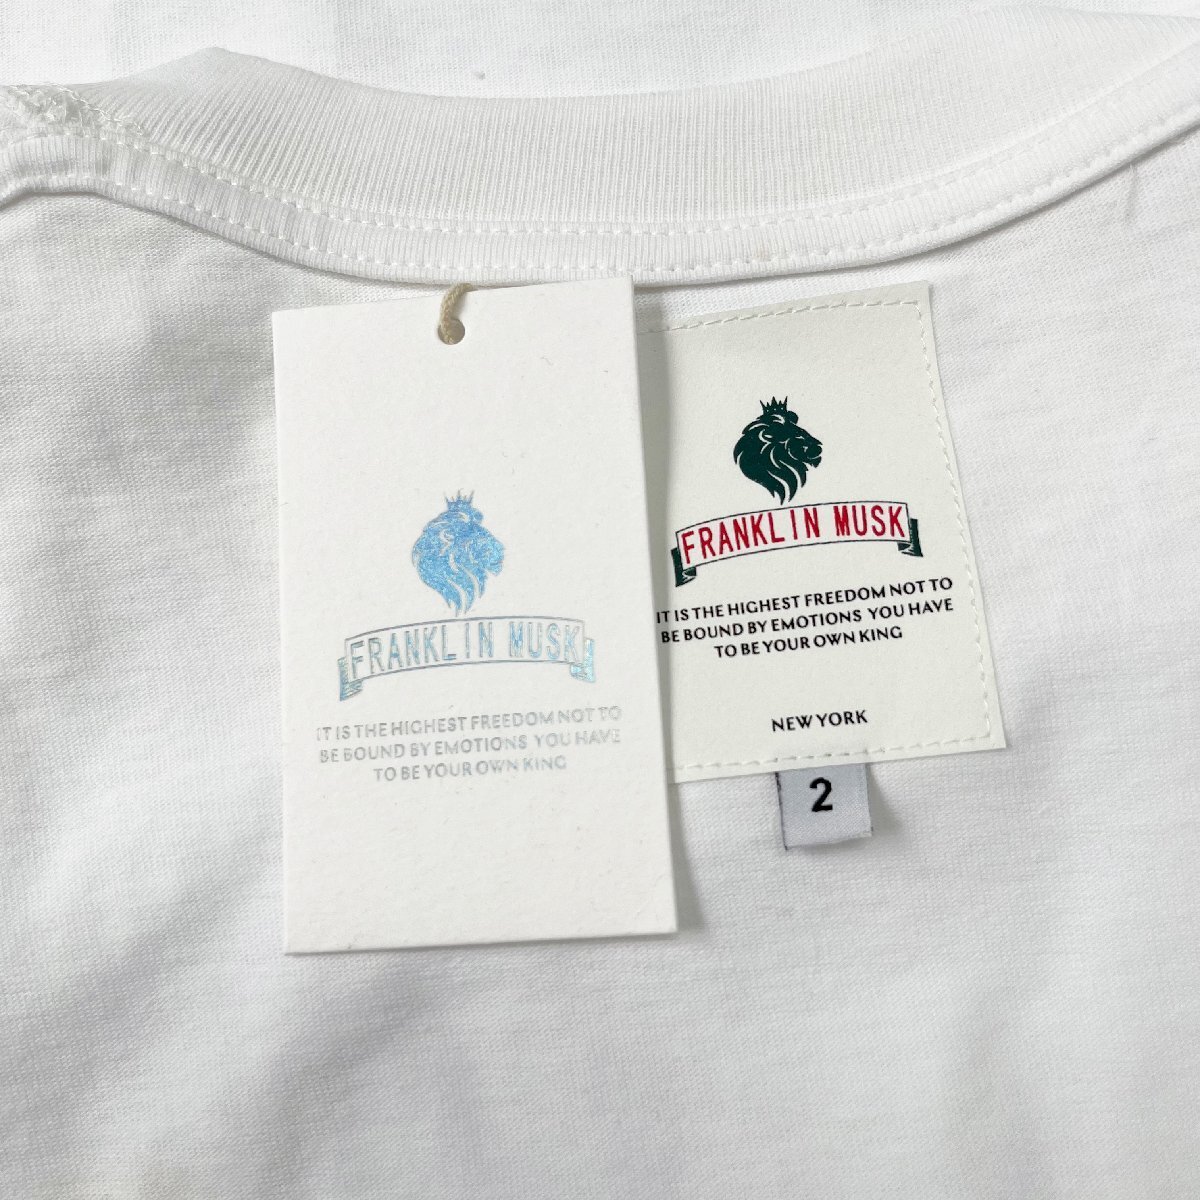 FRANKLIN MUSK
IT IS THE HIGHEST FREEDOM NOT TO
BE BOUND BY EMOTIONS YOU HAVE
TO BE YOUR OWN KING
FRANKLIN MUSK
IT IS THE HIGHEST FREEDOM NOT TO
BE BOUND BY EMOTIONS YOU HAVE
TO BE YOUR OWN KING
NEW YORK
2